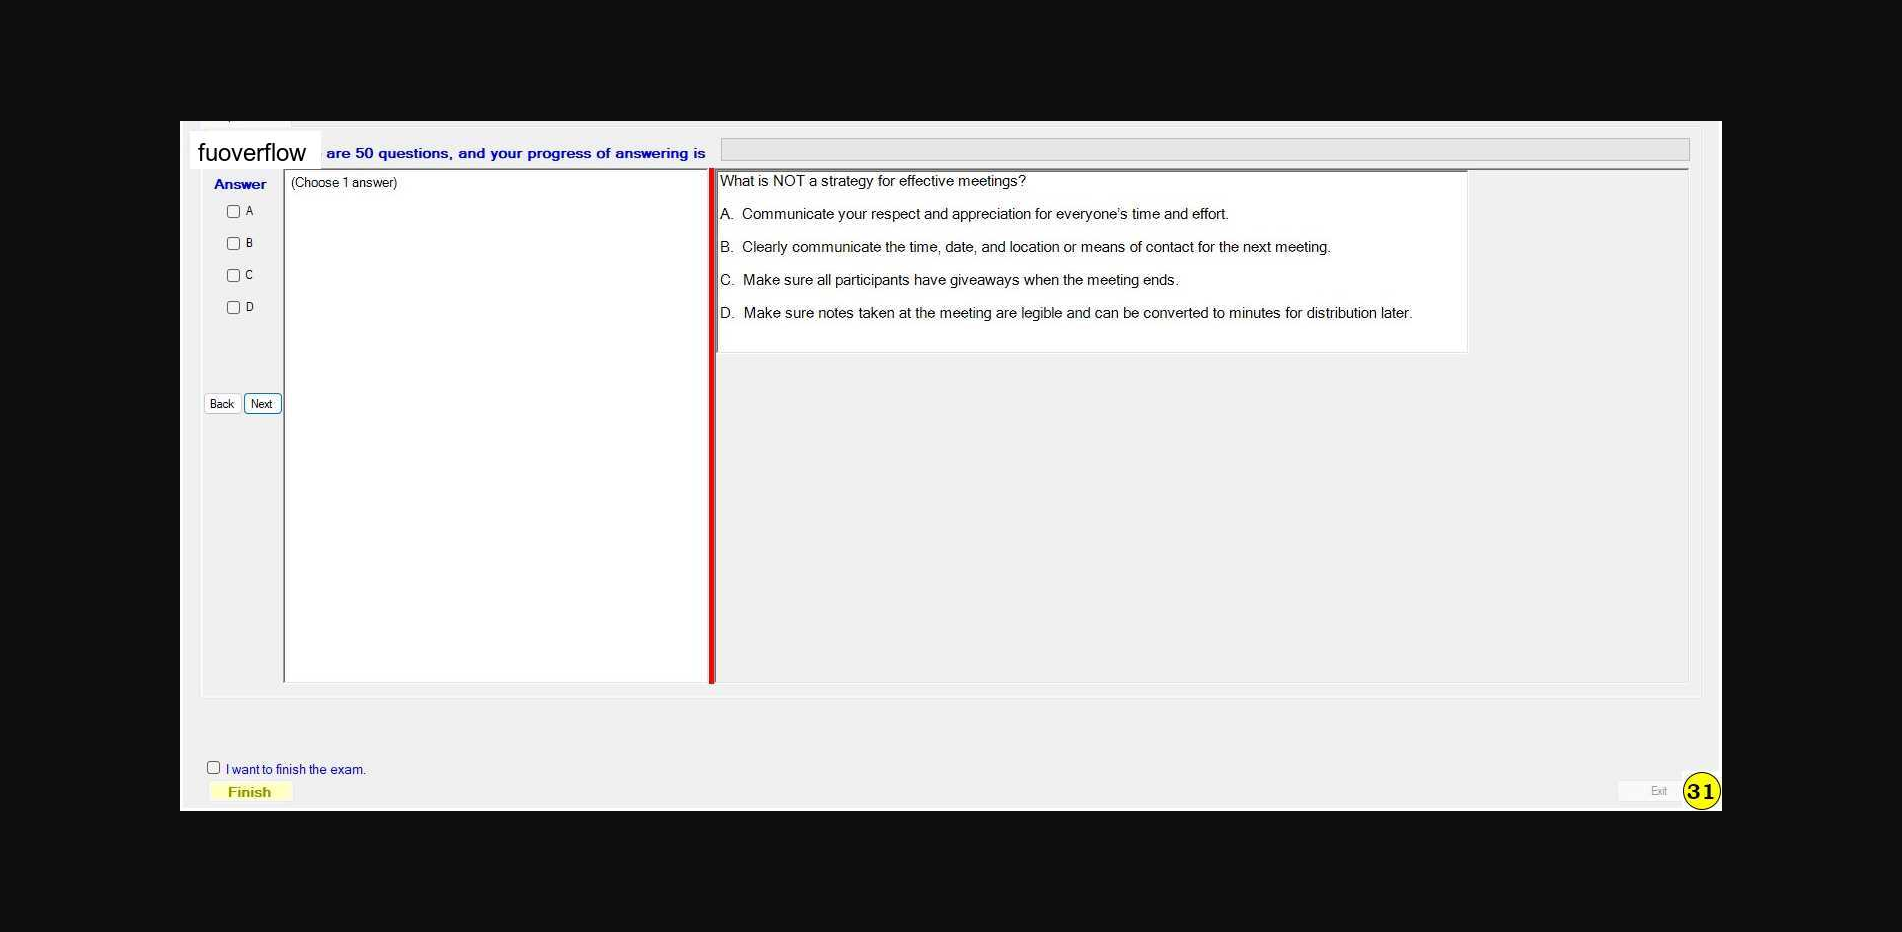 fuoverflow are 50 questions, and your progress of answering is
Answer
(Choose 1 answer)
A
B
C
D
Back Next
What is NOT a strategy for effective meetings?
A. Communicate your respect and appreciation for everyone's time and effort.
B. Clearly communicate the time, date, and location or means of contact for the next meeting.
C. Make sure all participants have giveaways when the meeting ends.
D. Make sure notes taken at the meeting are legible and can be converted to minutes for distribution later.
I want to finish the exam.
Finish
Exit
31